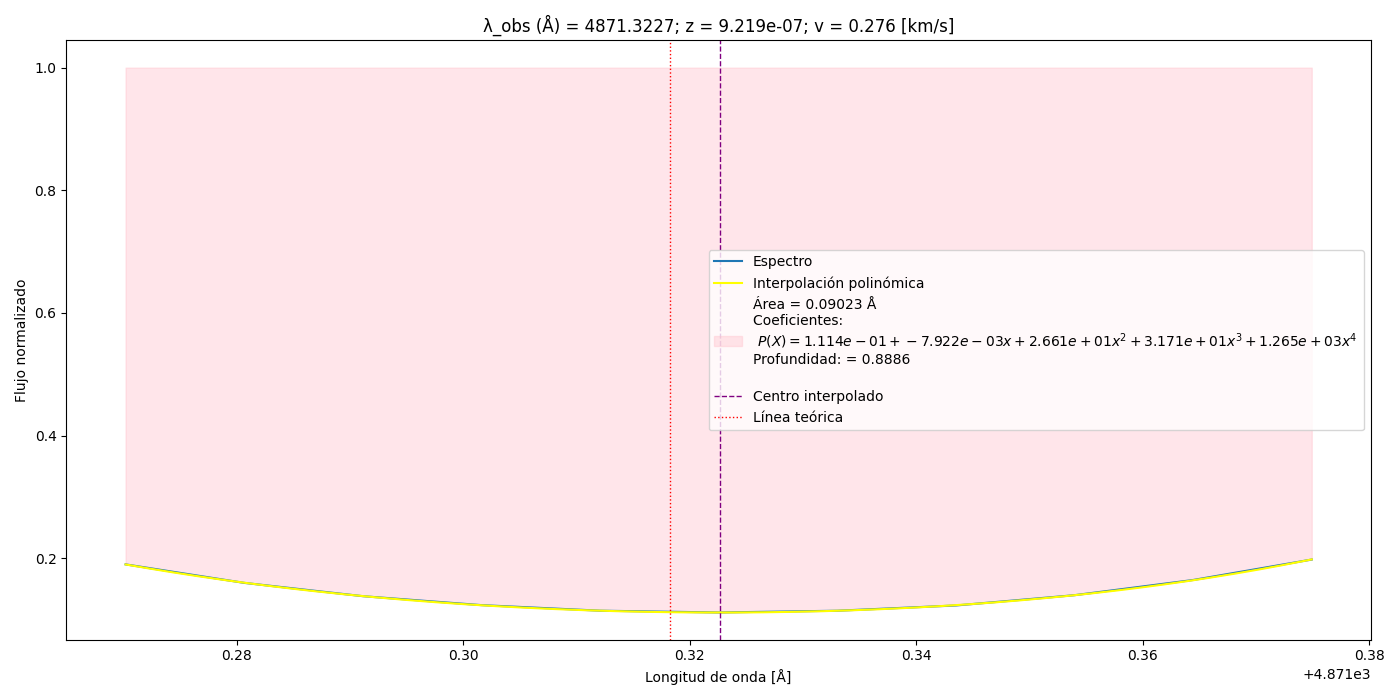 λ_obs (Å) = 4871.3227; z = 9.219e-07; v = 0.276 [km/s]
1.0
0.8
0.6
0.4
0.2
Flujo normalizado
Espectro
Interpolación polinómica
Área = 0.09023 Å
Coeficientes:
P(X) = 1.114e − 01 + − 7.922e − 03x + 2.661e + 01x² + 3.171e + 01x³ + 1.265e + 03x⁴
Profundidad: = 0.8886
Centro interpolado
Línea teórica
0.28 0.30 0.32 0.34 0.36 0.38
+4.871e3
Longitud de onda [Å]